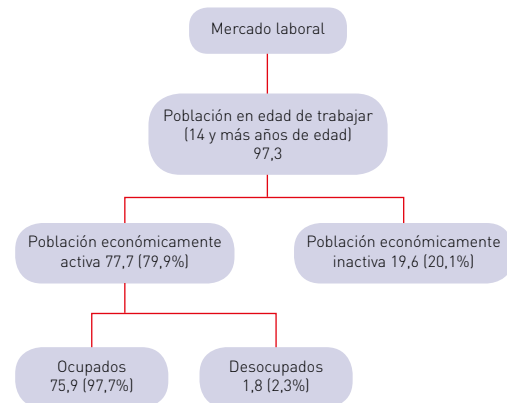 Mercado laboral
Población en edad de trabajar
(14 y más años de edad)
97,3
Población económicamente
activa 77,7 (79,9%)
Población económicamente
inactiva 19,6 (20,1%)
Ocupados
75,9 (97,7%)
Desocupados
1,8 (2,3%)